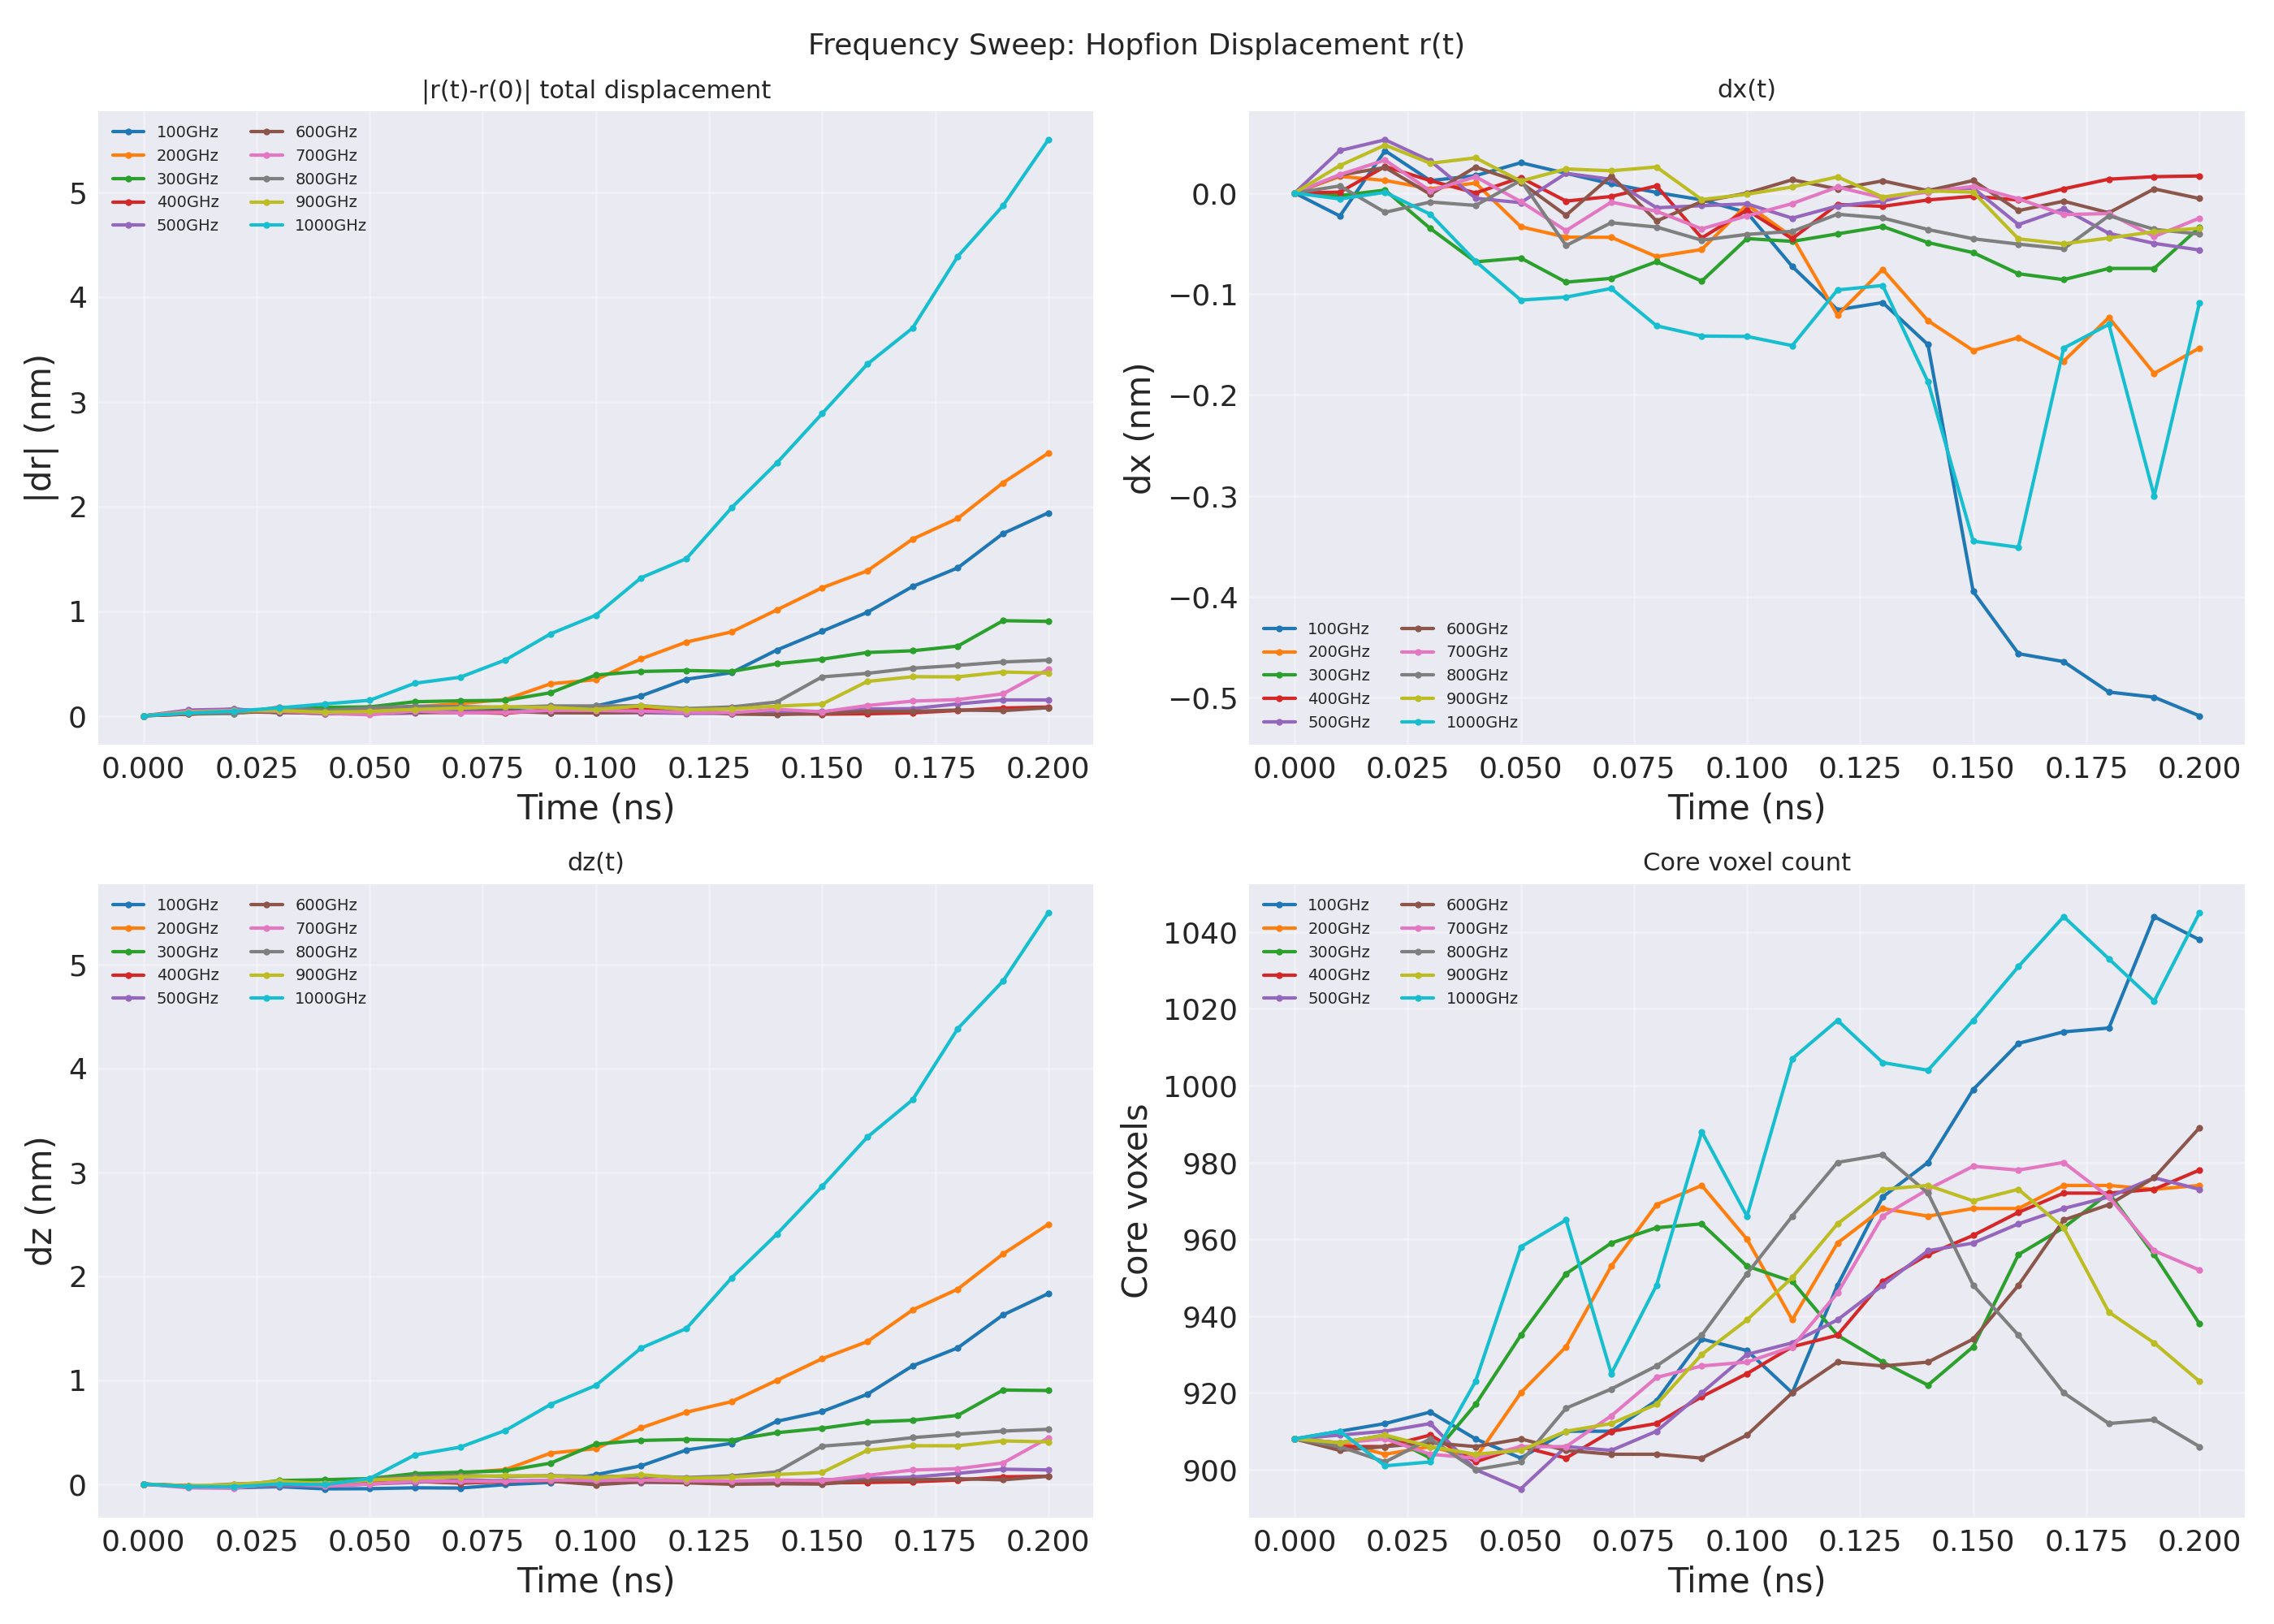 Frequency Sweep: Hopfion Displacement r(t)
|r(t)-r(0)| total displacement
100GHz
200GHz
300GHz
400GHz
500GHz
600GHz
700GHz
800GHz
900GHz
1000GHz
|dr| (nm)
5
4
3
2
1
0
0.000 0.025 0.050 0.075 0.100 0.125 0.150 0.175 0.200
Time (ns)
dx(t)
dx (nm)
0.0
−0.1
−0.2
−0.3
−0.4
−0.5
100GHz
200GHz
300GHz
400GHz
500GHz
600GHz
700GHz
800GHz
900GHz
1000GHz
0.000 0.025 0.050 0.075 0.100 0.125 0.150 0.175 0.200
Time (ns)
dz(t)
100GHz
200GHz
300GHz
400GHz
500GHz
600GHz
700GHz
800GHz
900GHz
1000GHz
dz (nm)
5
4
3
2
1
0
0.000 0.025 0.050 0.075 0.100 0.125 0.150 0.175 0.200
Time (ns)
Core voxel count
100GHz
200GHz
300GHz
400GHz
500GHz
600GHz
700GHz
800GHz
900GHz
1000GHz
Core voxels
1040
1020
1000
980
960
940
920
900
0.000 0.025 0.050 0.075 0.100 0.125 0.150 0.175 0.200
Time (ns)